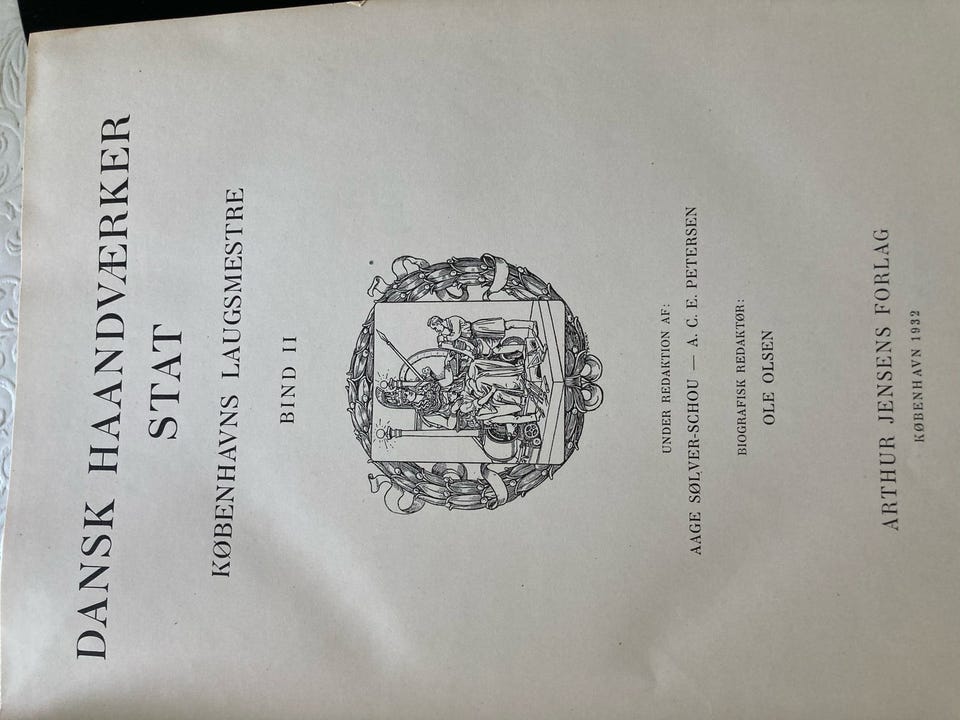 DANSK HAANDVÆRKER
STAT
KØBENHAVNS LAUGSMESTRE
BIND II
UNDER REDAKTION AF:
AAGE SØLVER-SCHOU — A. C. E. PETERSEN
BIOGRAFISK REDAKTØR:
OLE OLSEN
ARTHUR JENSENS FORLAG
KØBENHAVN 1932